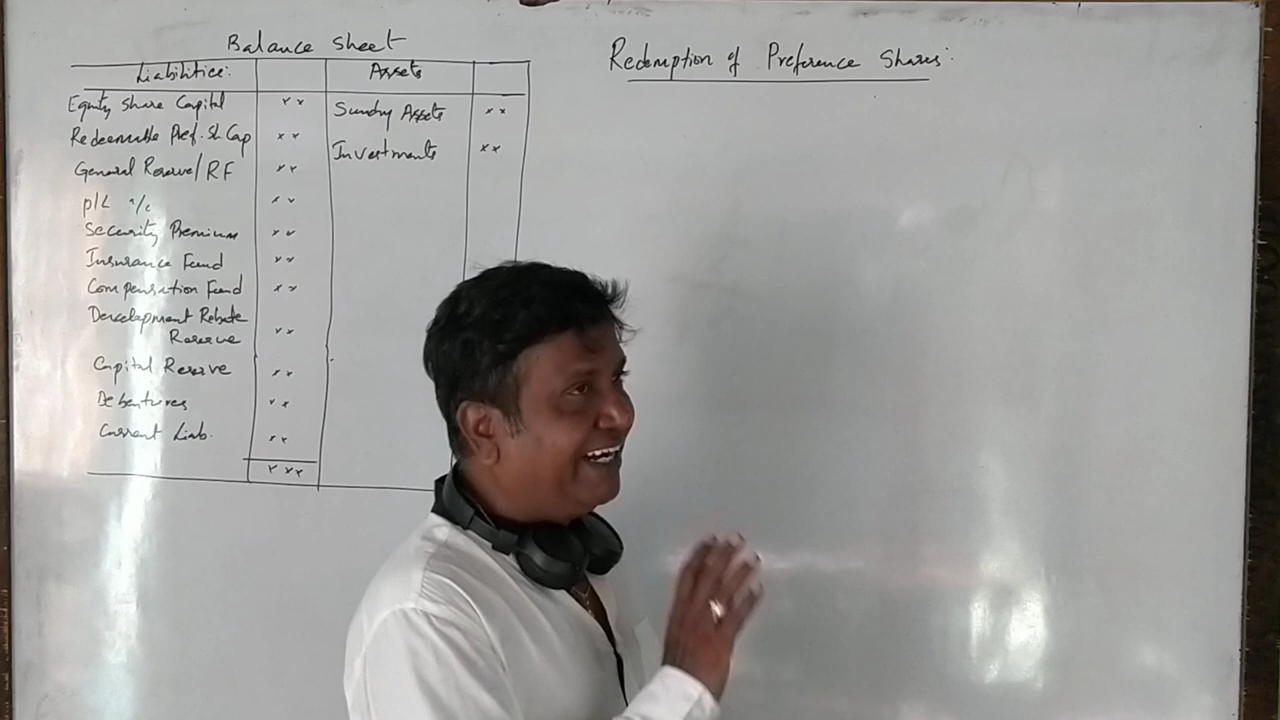 Balance Sheet
Liabilities: Assets
Equity Share Capital xx Sundry Assets xx
Redeemable Pref. Sh Cap xx Investments xx
General Reserve/RF xx
P/L a/c xx
Security Premium xx
Insurance Fund xx
Compensation Fund xx
Development Rebate
Reserve xx
Capital Reserve xx
Debentures xx
Current Liab. xx
xxx
Redemption of Preference Shares: